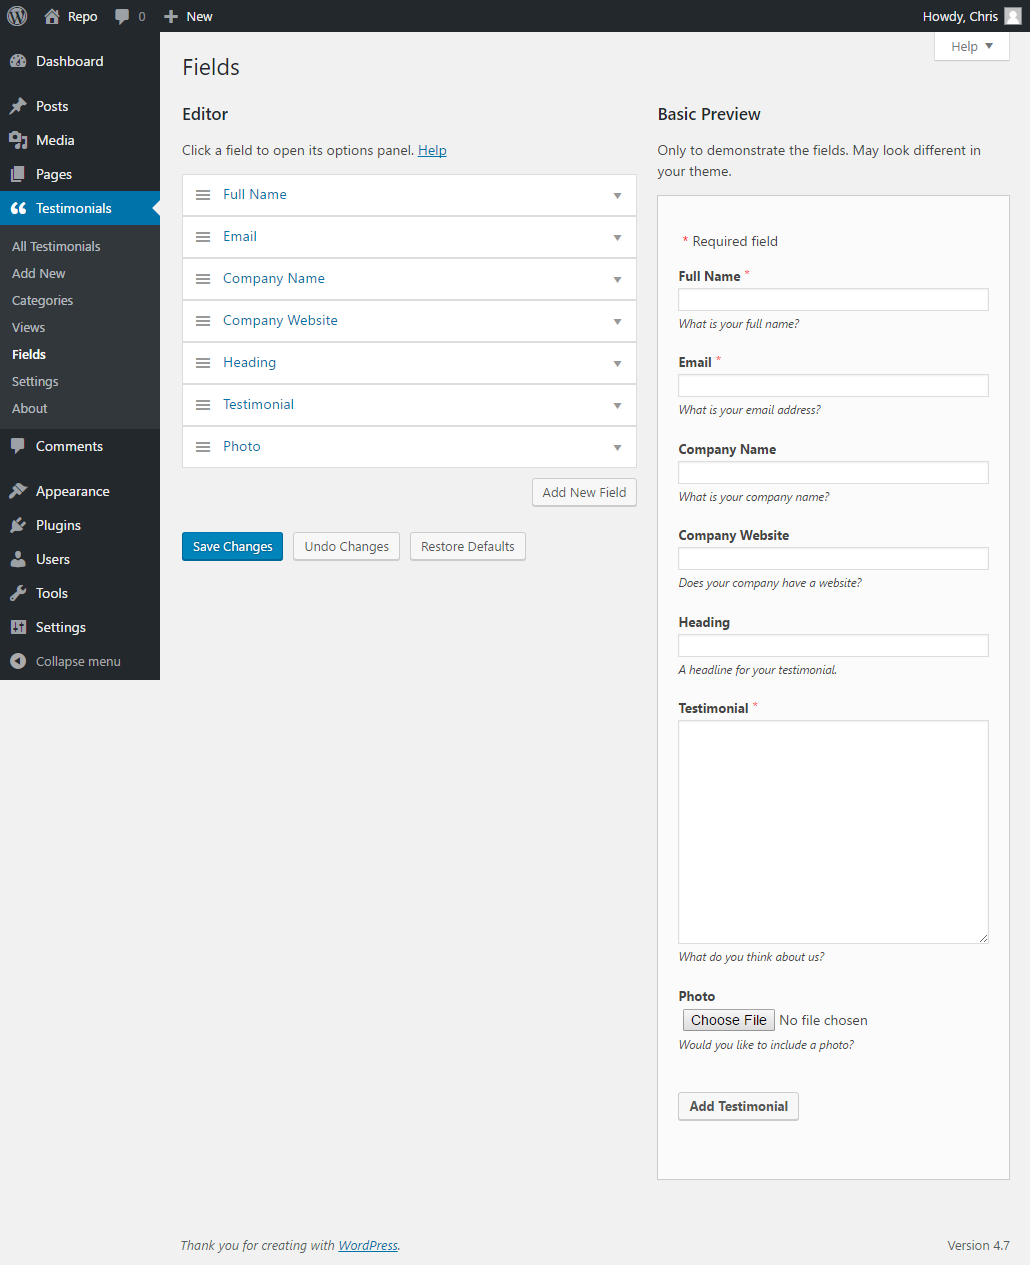 Repo 0 New Howdy, Chris
Help
Dashboard
Posts
Media
Pages
Testimonials
All Testimonials
Add New
Categories
Views
Fields
Settings
About
Comments
Appearance
Plugins
Users
Tools
Settings
Collapse menu
Fields
Editor
Click a field to open its options panel. Help
Full Name
Email
Company Name
Company Website
Heading
Testimonial
Photo
Add New Field
Save Changes Undo Changes Restore Defaults
Basic Preview
Only to demonstrate the fields. May look different in
your theme.
* Required field
Full Name *
What is your full name?
Email *
What is your email address?
Company Name
What is your company name?
Company Website
Does your company have a website?
Heading
A headline for your testimonial.
Testimonial *
What do you think about us?
Photo
Choose File No file chosen
Would you like to include a photo?
Add Testimonial
Thank you for creating with WordPress. Version 4.7